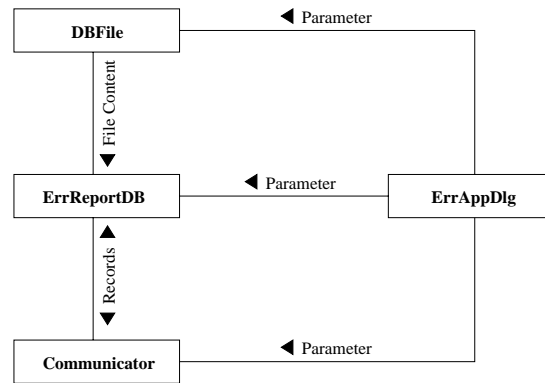 Parameter
DBFile
File Content
Parameter
ErrReportDB
ErrAppDlg
Records
Parameter
Communicator